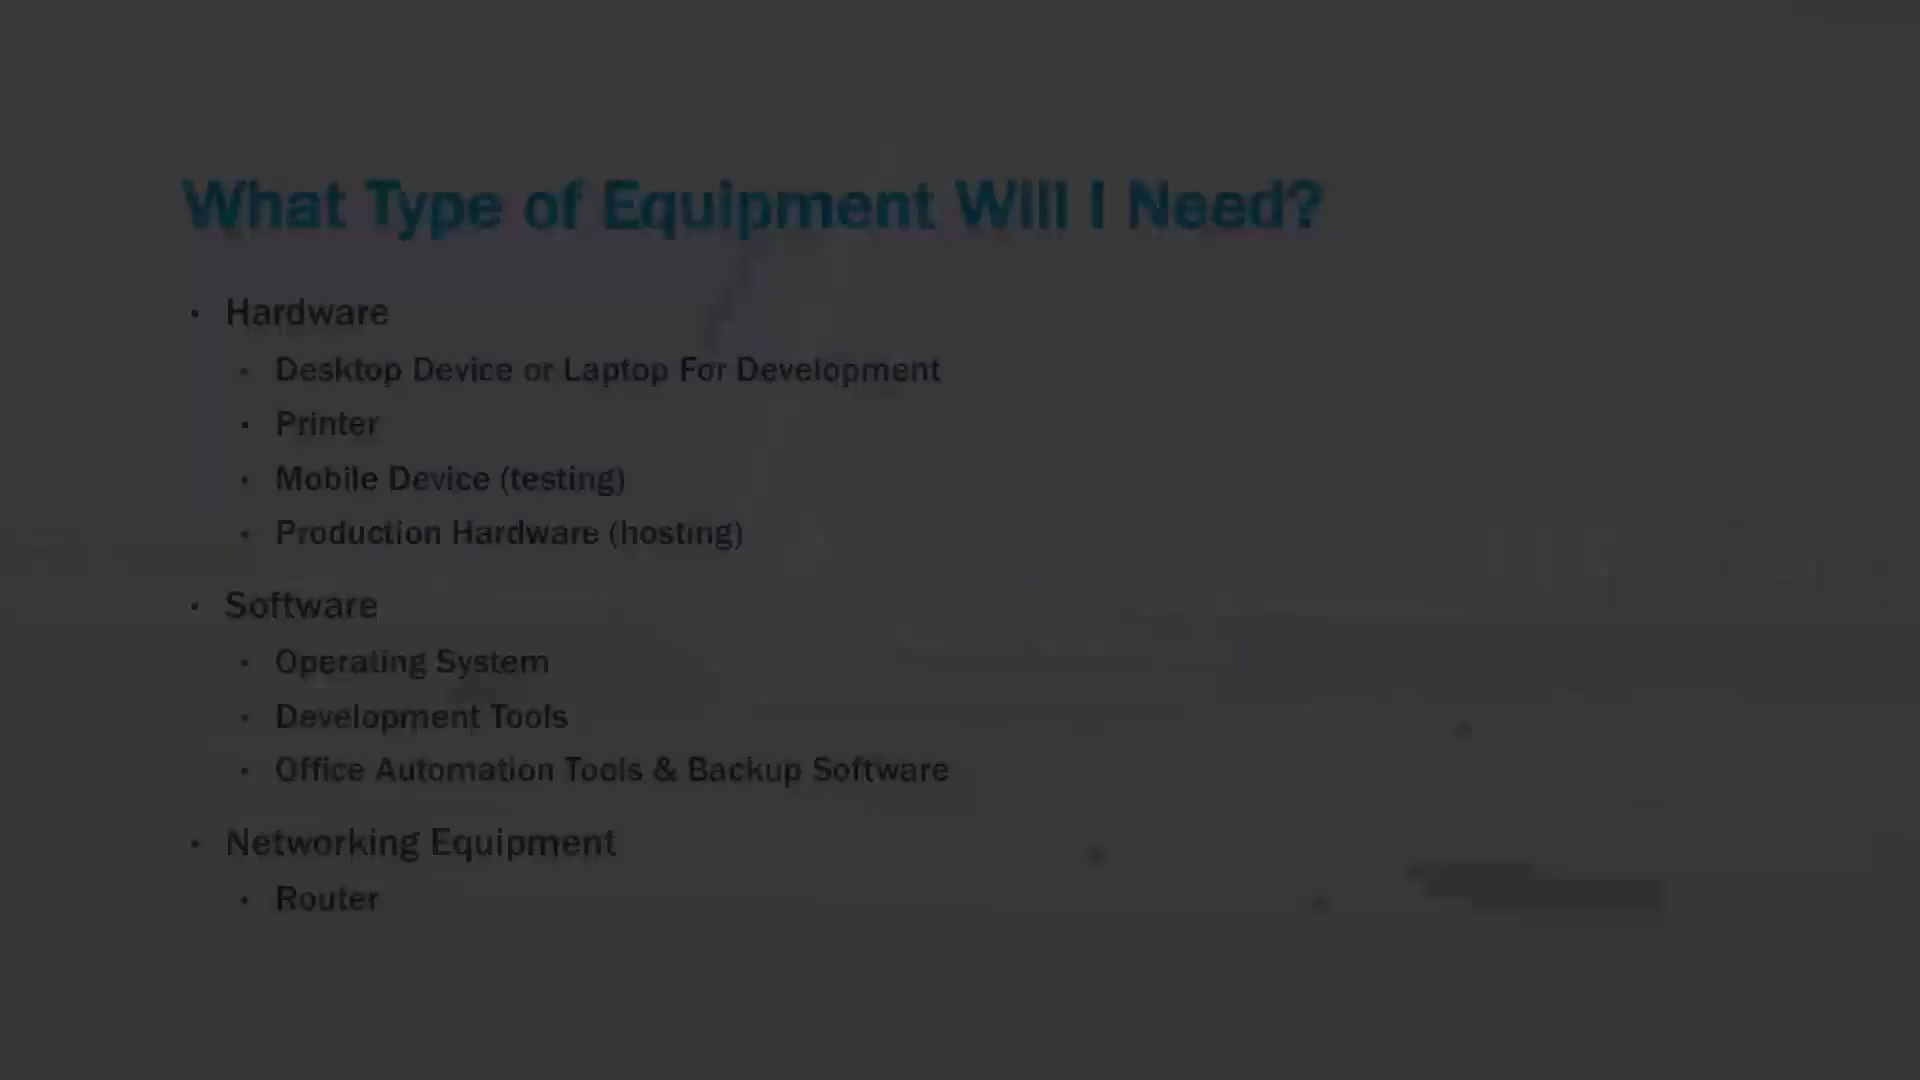 What Type of Equipment Will I Need?
• Hardware
• Desktop Device or Laptop For Development
• Printer
• Mobile Device (testing)
• Production Hardware (hosting)
• Software
• Operating System
• Development Tools
• Office Automation Tools & Backup Software
• Networking Equipment
• Router